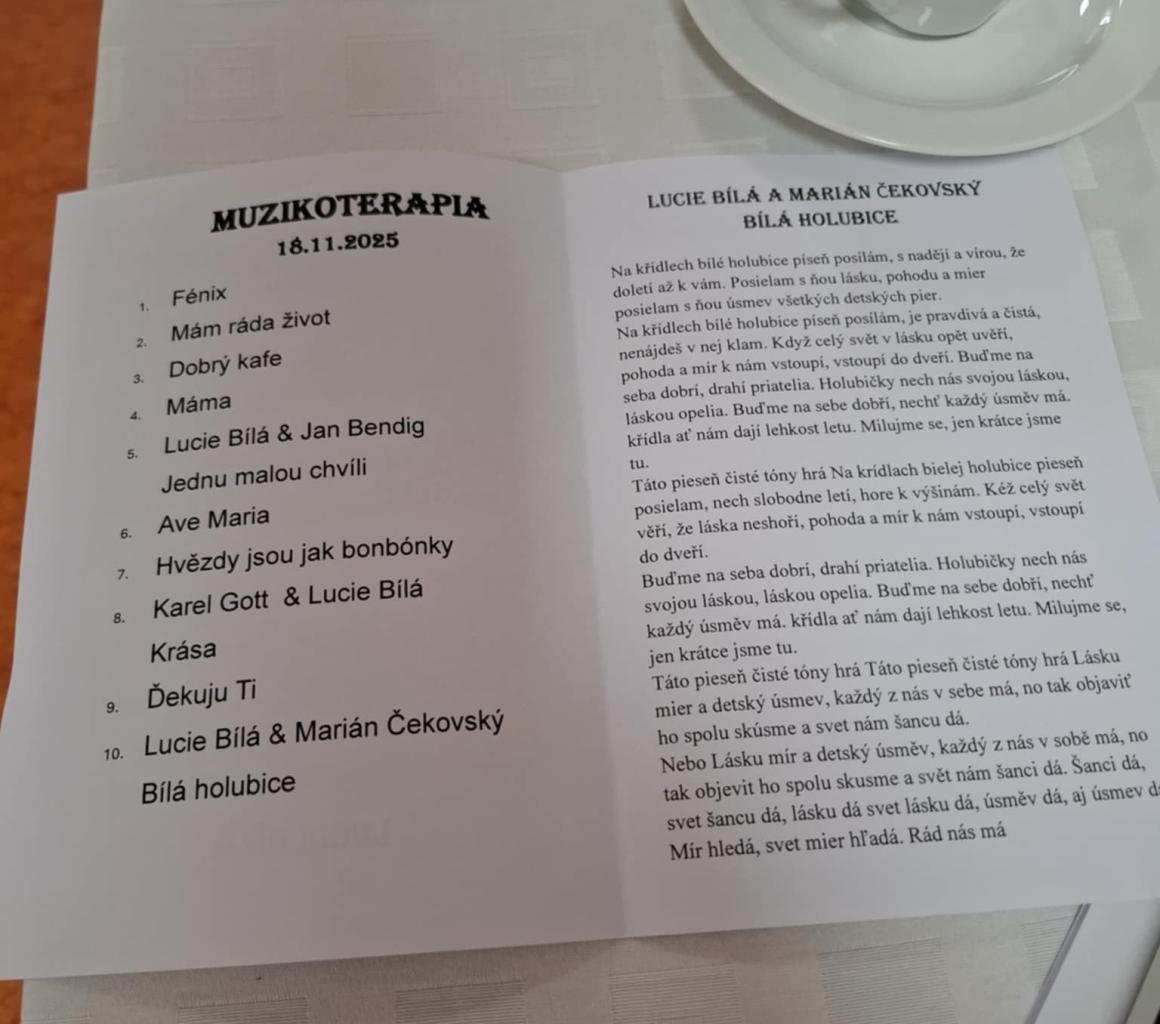 MUZIKOTERAPIA
18.11.2025
1. Fénix
2. Mám ráda život
3. Dobrý kafe
4. Máma
5. Lucie Bílá & Jan Bendig
Jednu malou chvíli
6. Ave Maria
7. Hvězdy jsou jak bonbónky
8. Karel Gott & Lucie Bílá
Krása
9. Ďekuju Ti
10. Lucie Bílá & Marián Čekovský
Bílá holubice
LUCIE BÍLÁ A MARIÁN ČEKOVSKÝ
BÍLÁ HOLUBICE
Na křídlech bílé holubice píseň posílám, s nadějí a vírou, že
doletí až k vám. Posielam s ňou lásku, pohodu a mier
posielam s ňou úsmev všetkých detských pier.
Na křídlech bílé holubice píseň posílám, je pravdivá a čistá,
nenájdeš v nej klam. Když celý svět v lásku opět uvěří,
pohoda a mír k nám vstoupí, vstoupí do dveří. Buďme na
seba dobrí, drahí priatelia. Holubičky nech nás svojou láskou,
láskou opelia. Buďme na sebe dobří, nechť každý úsměv má.
křídla ať nám dají lehkost letu. Milujme se, jen krátce jsme
tu.
Táto pieseň čisté tóny hrá Na krídlach bielej holubice pieseň
posielam, nech slobodne letí, hore k výšinám. Kéž celý svět
věří, že láska neshoří, pohoda a mír k nám vstoupí, vstoupí
do dveří.
Buďme na seba dobrí, drahí priatelia. Holubičky nech nás
svojou láskou, láskou opelia. Buďme na sebe dobří, nechť
každý úsměv má. křídla ať nám dají lehkost letu. Milujme se,
jen krátce jsme tu.
Táto pieseň čisté tóny hrá Táto pieseň čisté tóny hrá Lásku
mier a detský úsmev, každý z nás v sebe má, no tak objaviť
ho spolu skúsme a svet nám šancu dá.
Nebo Lásku mír a detský úsměv, každý z nás v sobě má, no
tak objevit ho spolu skusme a svět nám šanci dá. Šanci dá,
svet šancu dá, lásku dá svet lásku dá, úsměv dá, aj úsmev
Mír hledá, svet mier hľadá. Rád nás má